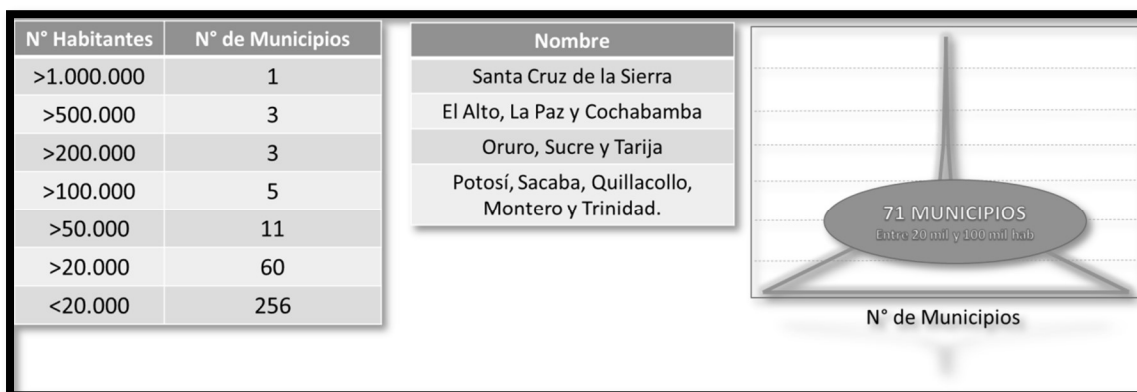 N° Habitantes N° de Municipios
>1.000.000 1
>500.000 3
>200.000 3
>100.000 5
>50.000 11
>20.000 60
<20.000 256
Nombre
Santa Cruz de la Sierra
El Alto, La Paz y Cochabamba
Oruro, Sucre y Tarija
Potosí, Sacaba, Quillacollo,
Montero y Trinidad.
71 MUNICIPIOS
Entre 20 mil y 100 mil hab
N° de Municipios